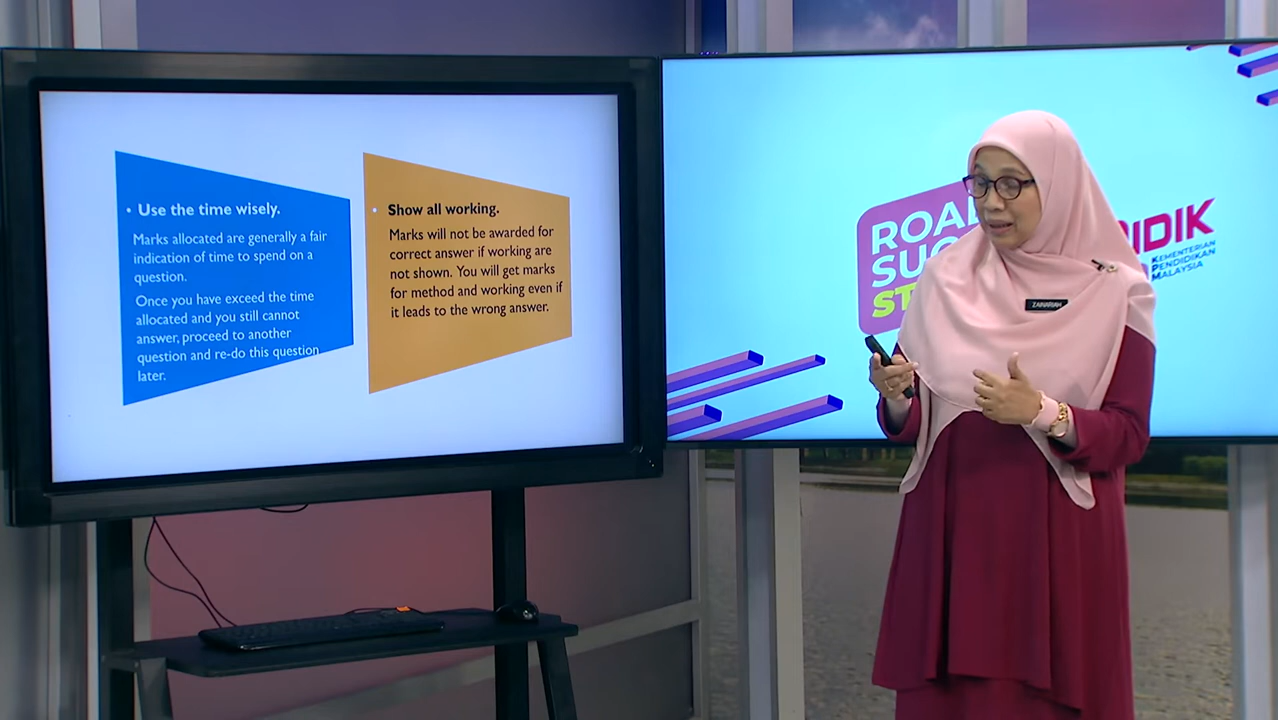 • Use the time wisely.
Marks allocated are generally a fair
indication of time to spend on a
question.
Once you have exceed the time
allocated and you still cannot
answer, proceed to another
question and re-do this question
later.
• Show all working.
Marks will not be awarded for
correct answer if working are
not shown. You will get marks
for method and working even if
it leads to the wrong answer.
ROA
SU
ST
IDIK
KEMENTERIAN
PENDIDIKAN
MALAYSIA
ZAINARIAH